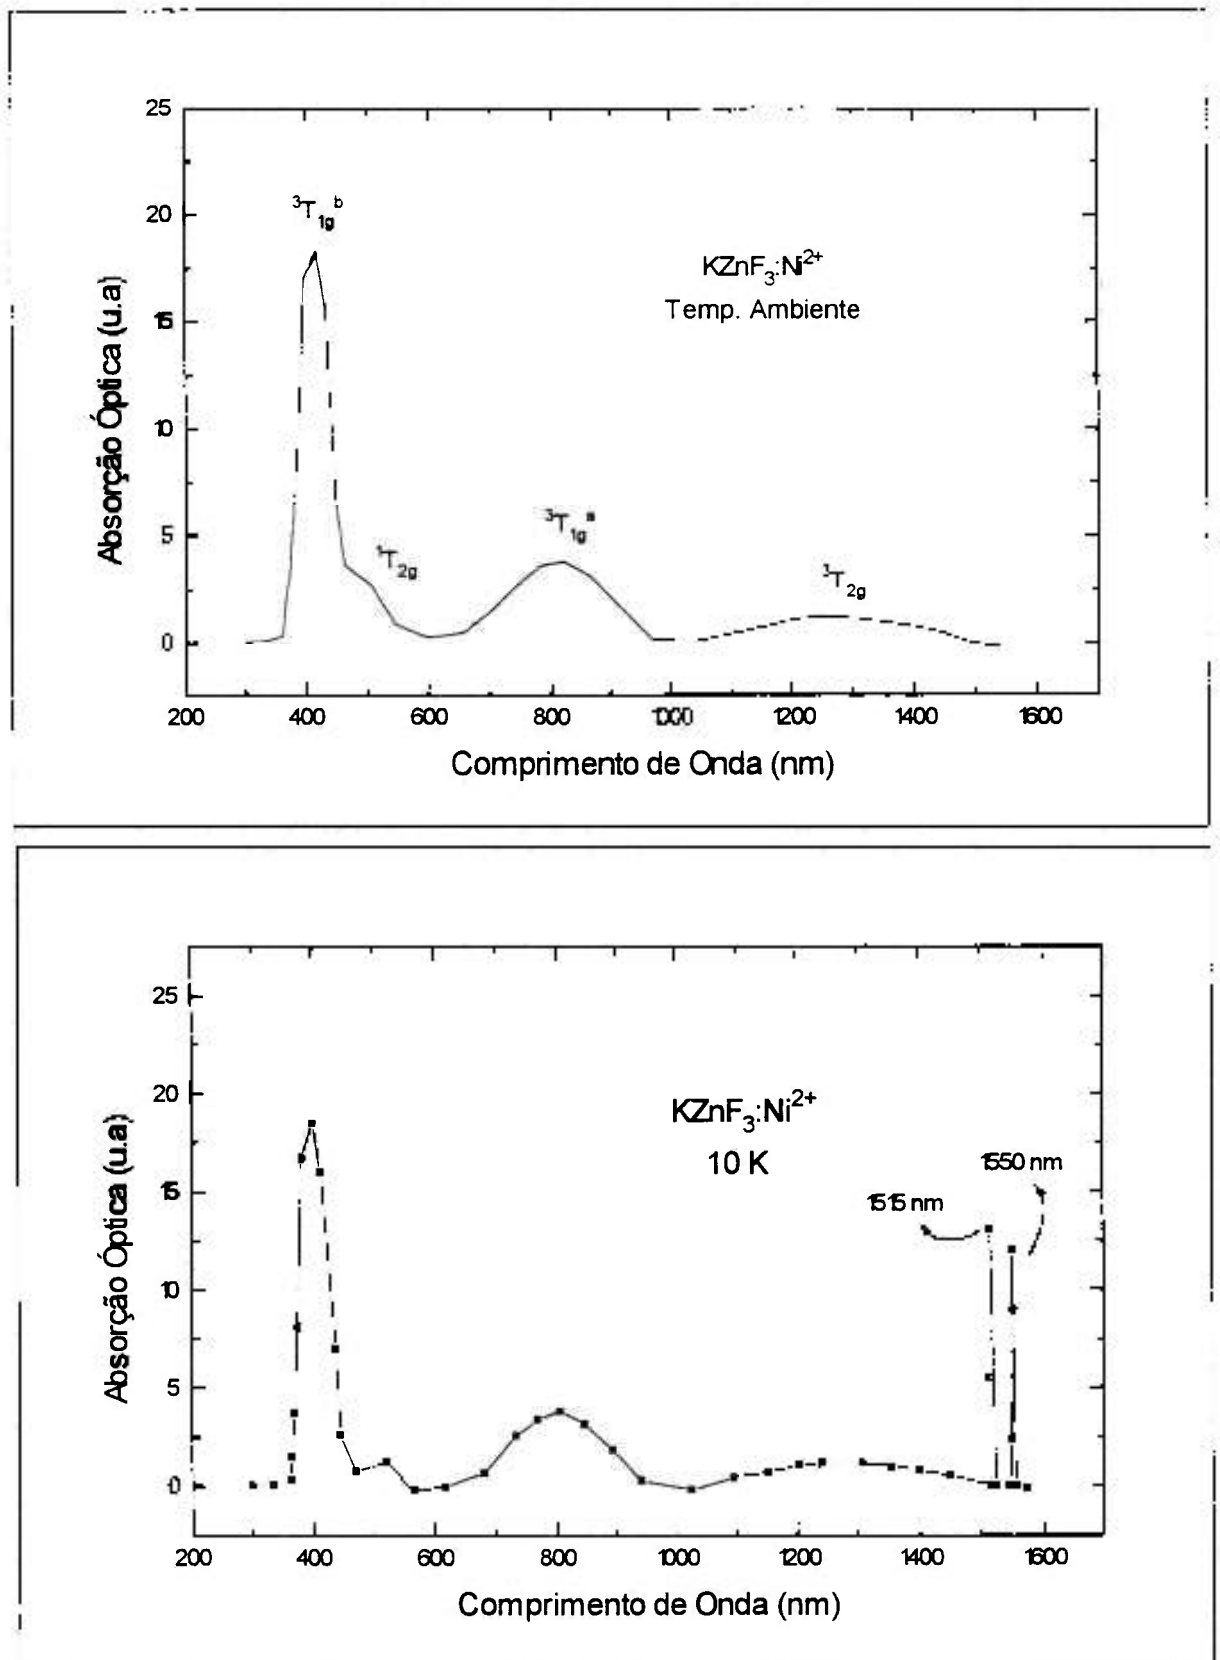 25
20
15
10
5
0
Absorção Óptica (u.a)
³T₁gᵇ
¹T₂g
³T₁gᵃ
³T₂g
KZnF₃:Ni²⁺
Temp. Ambiente
200 400 600 800 1000 1200 1400 1600
Comprimento de Onda (nm)
25
20
15
10
5
0
Absorção Óptica (u.a)
KZnF₃:Ni²⁺
10 K
1550 nm
1515 nm
200 400 600 800 1000 1200 1400 1600
Comprimento de Onda (nm)